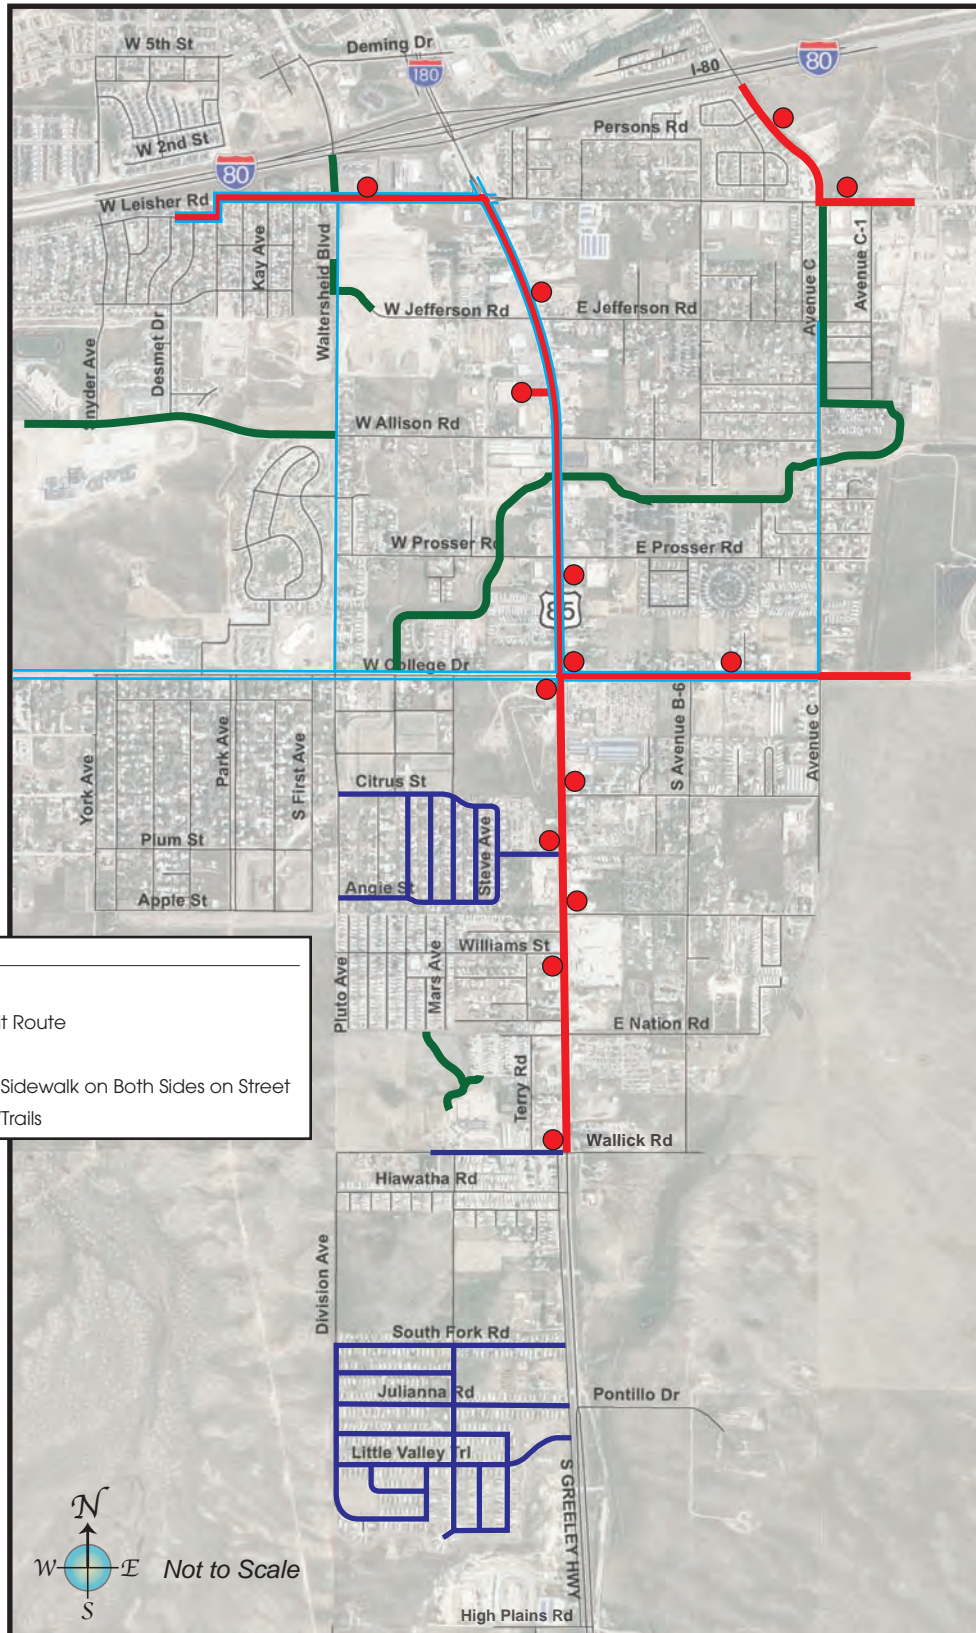 W 5th St
Deming Dr
180
I-80
80
Persons Rd
W 2nd St
80
W Leisher Rd
Kay Ave
Waltersheid Blvd
Avenue C
Avenue C-1
W Jefferson Rd
E Jefferson Rd
Snyder Ave
Desmet Dr
W Allison Rd
W Prosser Rd
E Prosser Rd
85
W College Dr
York Ave
Park Ave
S First Ave
S Avenue B-6
Avenue C
Citrus St
Plum St
Steve Ave
Angie St
Apple St
Williams St
Pluto Ave
Mars Ave
t Route
E Nation Rd
Sidewalk on Both Sides on Street
Trails
Terry Rd
Wallick Rd
Hiawatha Rd
Division Ave
South Fork Rd
Julianna Rd
Pontillo Dr
Little Valley Trl
S GREELEY HWY
N
W
E
Not to Scale
S
High Plains Rd